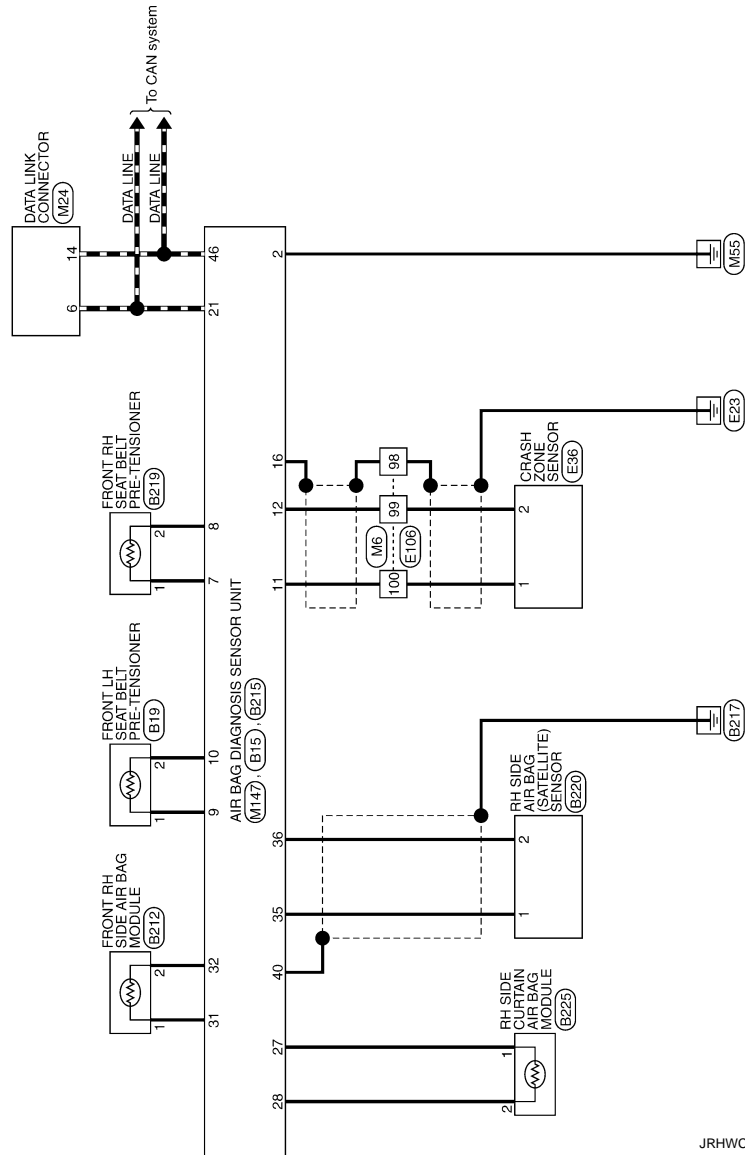 DATA LINK
CONNECTOR
M24
6
14
DATA LINE
DATA LINE
To CAN system
21
46
2
M55
FRONT RH
SEAT BELT
PRE-TENSIONER
B219
1
2
7
8
FRONT LH
SEAT BELT
PRE-TENSIONER
B19
1
2
9
10
FRONT RH
SIDE AIR BAG
MODULE
B212
1
2
31
32
AIR BAG DIAGNOSIS SENSOR UNIT
M147 , B15 , B215
11
12
16
100
99
98
M6
E106
1
2
CRASH
ZONE
SENSOR
E36
E23
40
35
36
1
2
RH SIDE
AIR BAG
(SATELLITE)
SENSOR
B220
B217
28
27
2
1
RH SIDE
CURTAIN
AIR BAG
MODULE
B225
JRHWC